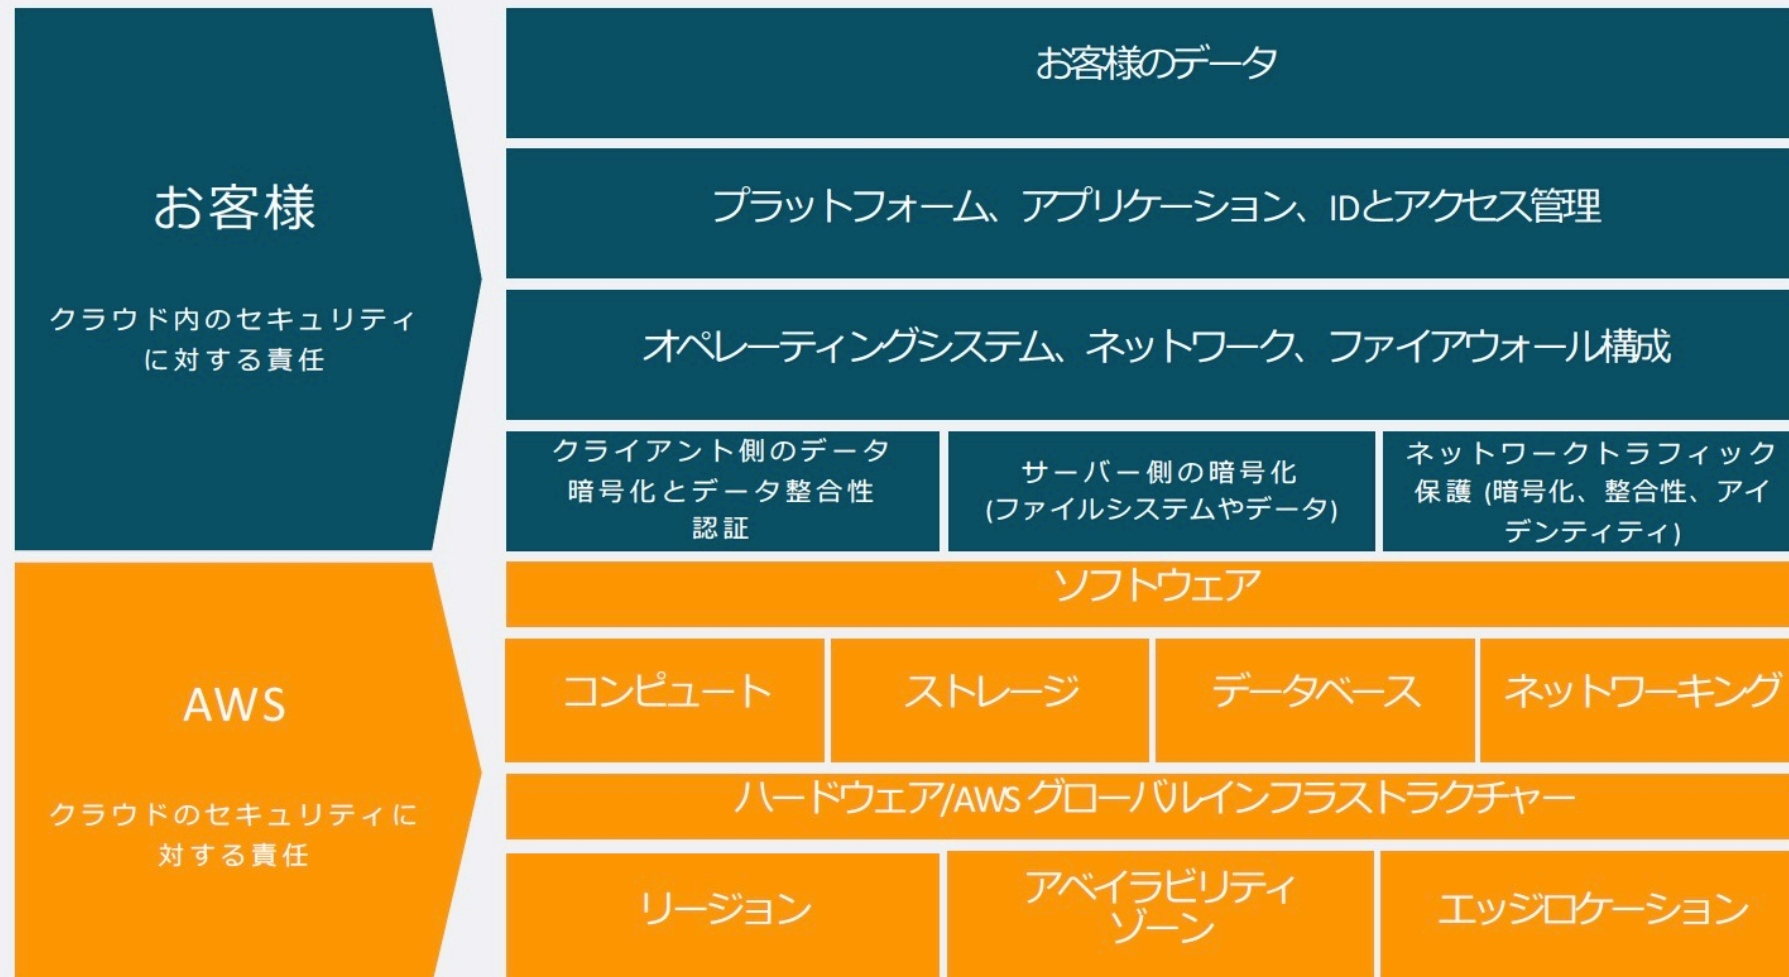 お客様
クラウド内のセキュリティ
に対する責任
お客様のデータ
プラットフォーム、アプリケーション、IDとアクセス管理
オペレーティングシステム、ネットワーク、ファイアウォール構成
クライアント側のデータ
暗号化とデータ整合性
認証
サーバー側の暗号化
(ファイルシステムやデータ)
ネットワークトラフィック
保護 (暗号化、整合性、アイ
デンティティ)
AWS
クラウドのセキュリティに
対する責任
ソフトウェア
コンピュート
ストレージ
データベース
ネットワーキング
ハードウェア/AWS グローバルインフラストラクチャー
リージョン
アベイラビリティ
ゾーン
エッジロケーション